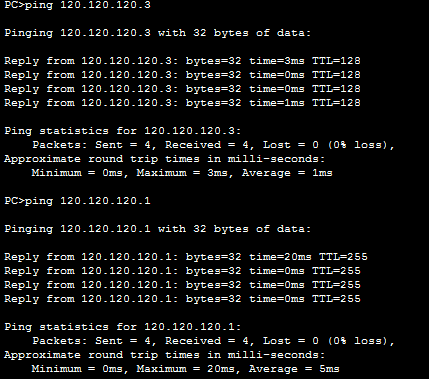 PC>ping 120.120.120.3
Pinging 120.120.120.3 with 32 bytes of data:
Reply from 120.120.120.3: bytes=32 time=3ms TTL=128
Reply from 120.120.120.3: bytes=32 time=0ms TTL=128
Reply from 120.120.120.3: bytes=32 time=0ms TTL=128
Reply from 120.120.120.3: bytes=32 time=1ms TTL=128
Ping statistics for 120.120.120.3:
    Packets: Sent = 4, Received = 4, Lost = 0 (0% loss),
Approximate round trip times in milli-seconds:
    Minimum = 0ms, Maximum = 3ms, Average = 1ms
PC>ping 120.120.120.1
Pinging 120.120.120.1 with 32 bytes of data:
Reply from 120.120.120.1: bytes=32 time=20ms TTL=255
Reply from 120.120.120.1: bytes=32 time=0ms TTL=255
Reply from 120.120.120.1: bytes=32 time=0ms TTL=255
Reply from 120.120.120.1: bytes=32 time=0ms TTL=255
Ping statistics for 120.120.120.1:
    Packets: Sent = 4, Received = 4, Lost = 0 (0% loss),
Approximate round trip times in milli-seconds:
    Minimum = 0ms, Maximum = 20ms, Average = 5ms